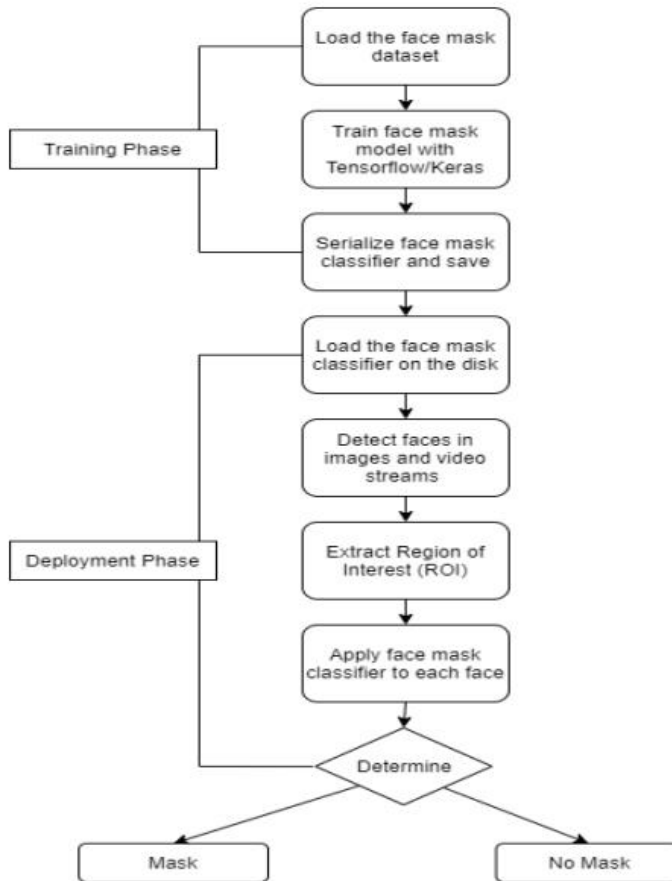 Load the face mask
dataset
Training Phase
Train face mask
model with
Tensorflow/Keras
Serialize face mask
classifier and save
Load the face mask
classifier on the disk
Detect faces in
images and video
streams
Deployment Phase
Extract Region of
Interest (ROI)
Apply face mask
classifier to each face
Determine
Mask
No Mask